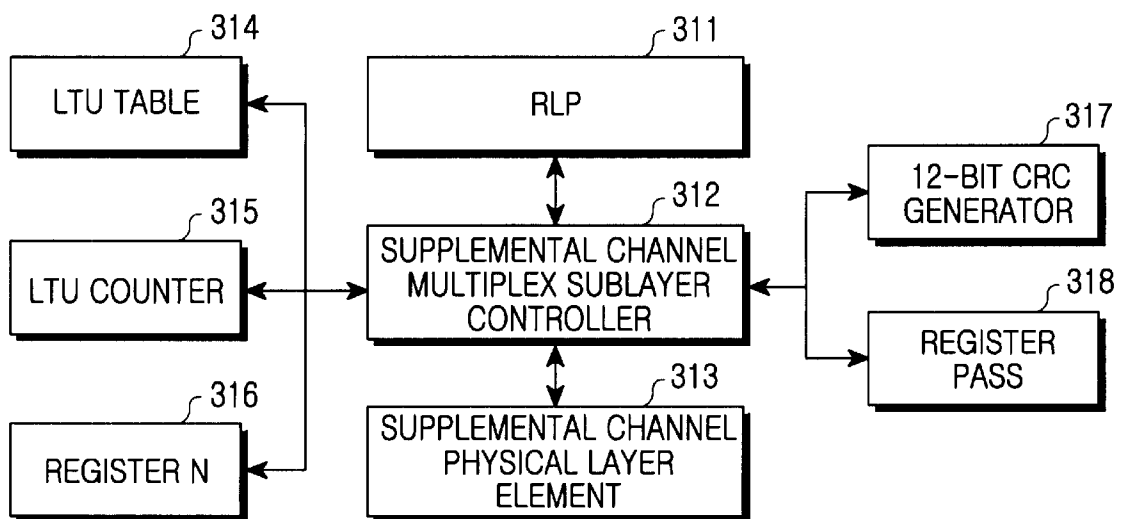 314
LTU TABLE
311
RLP
317
12-BIT CRC
GENERATOR
315
LTU COUNTER
312
SUPPLEMENTAL CHANNEL
MULTIPLEX SUBLAYER
CONTROLLER
318
REGISTER
PASS
316
REGISTER N
313
SUPPLEMENTAL CHANNEL
PHYSICAL LAYER
ELEMENT